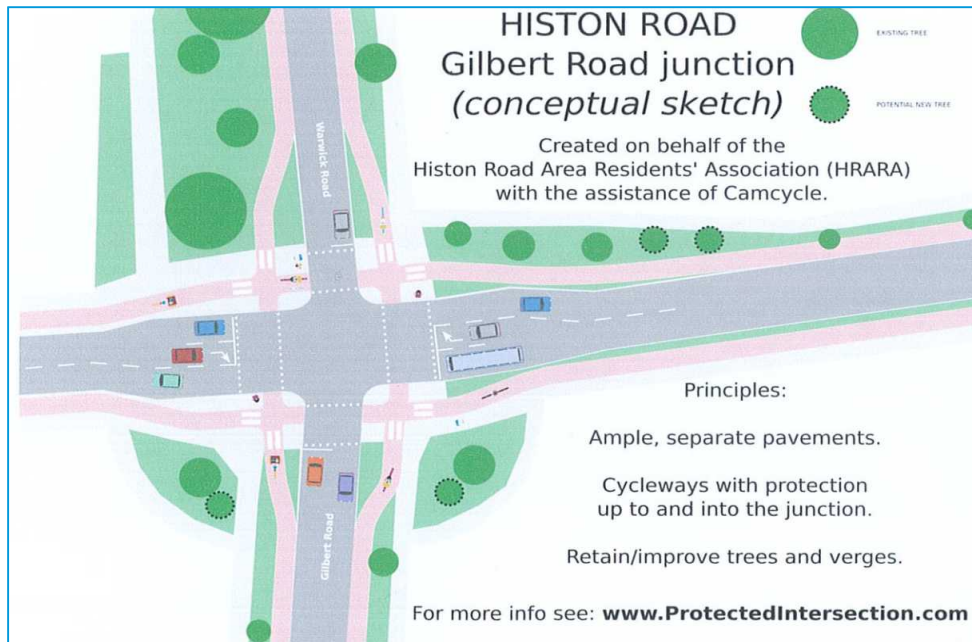 HISTON ROAD
Gilbert Road junction
(conceptual sketch)
EXISTING TREE
POTENTIAL NEW TREE
Created on behalf of the
Histon Road Area Residents' Association (HRARA)
with the assistance of Camcycle.
Warwick Road
Principles:
Ample, separate pavements.
Cycleways with protection
up to and into the junction.
Retain/improve trees and verges.
Gilbert Road
For more info see: www.ProtectedIntersection.com